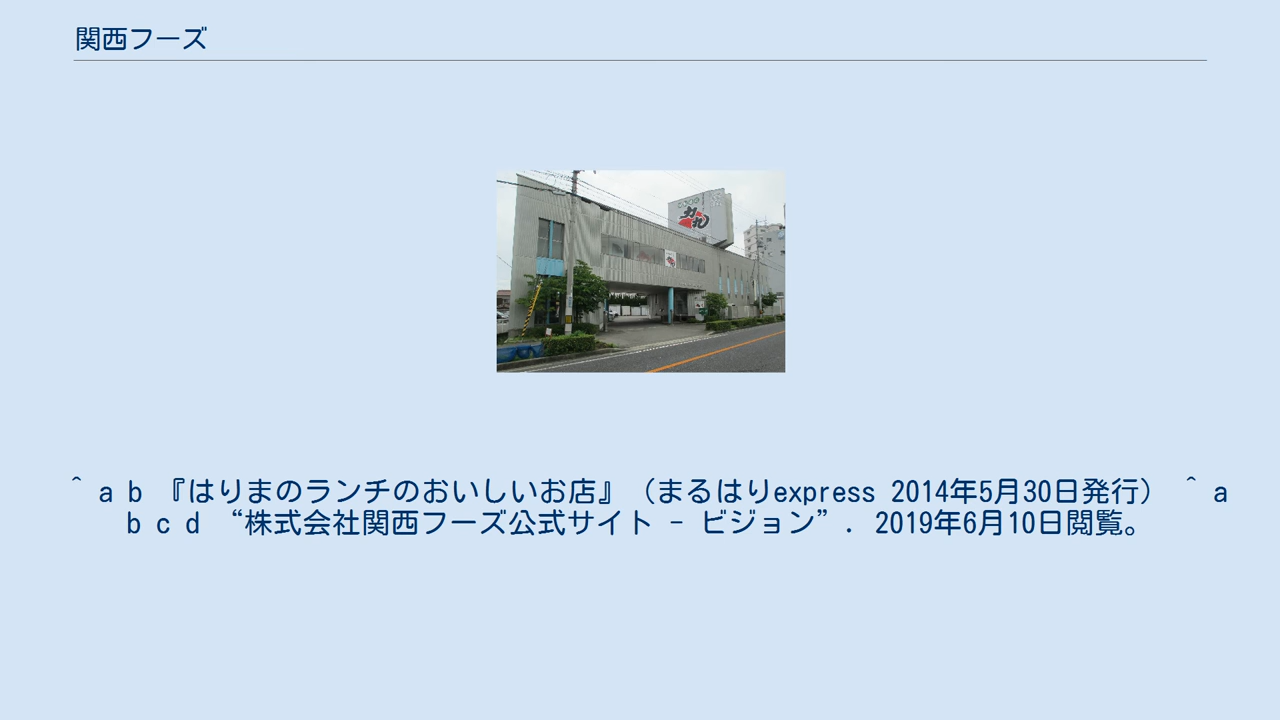 関西フーズ
^ a b 『はりまのランチのおいしいお店』（まるはりexpress 2014年5月30日発行） ^ a
b c d “株式会社関西フーズ公式サイト - ビジョン”. 2019年6月10日閲覧。